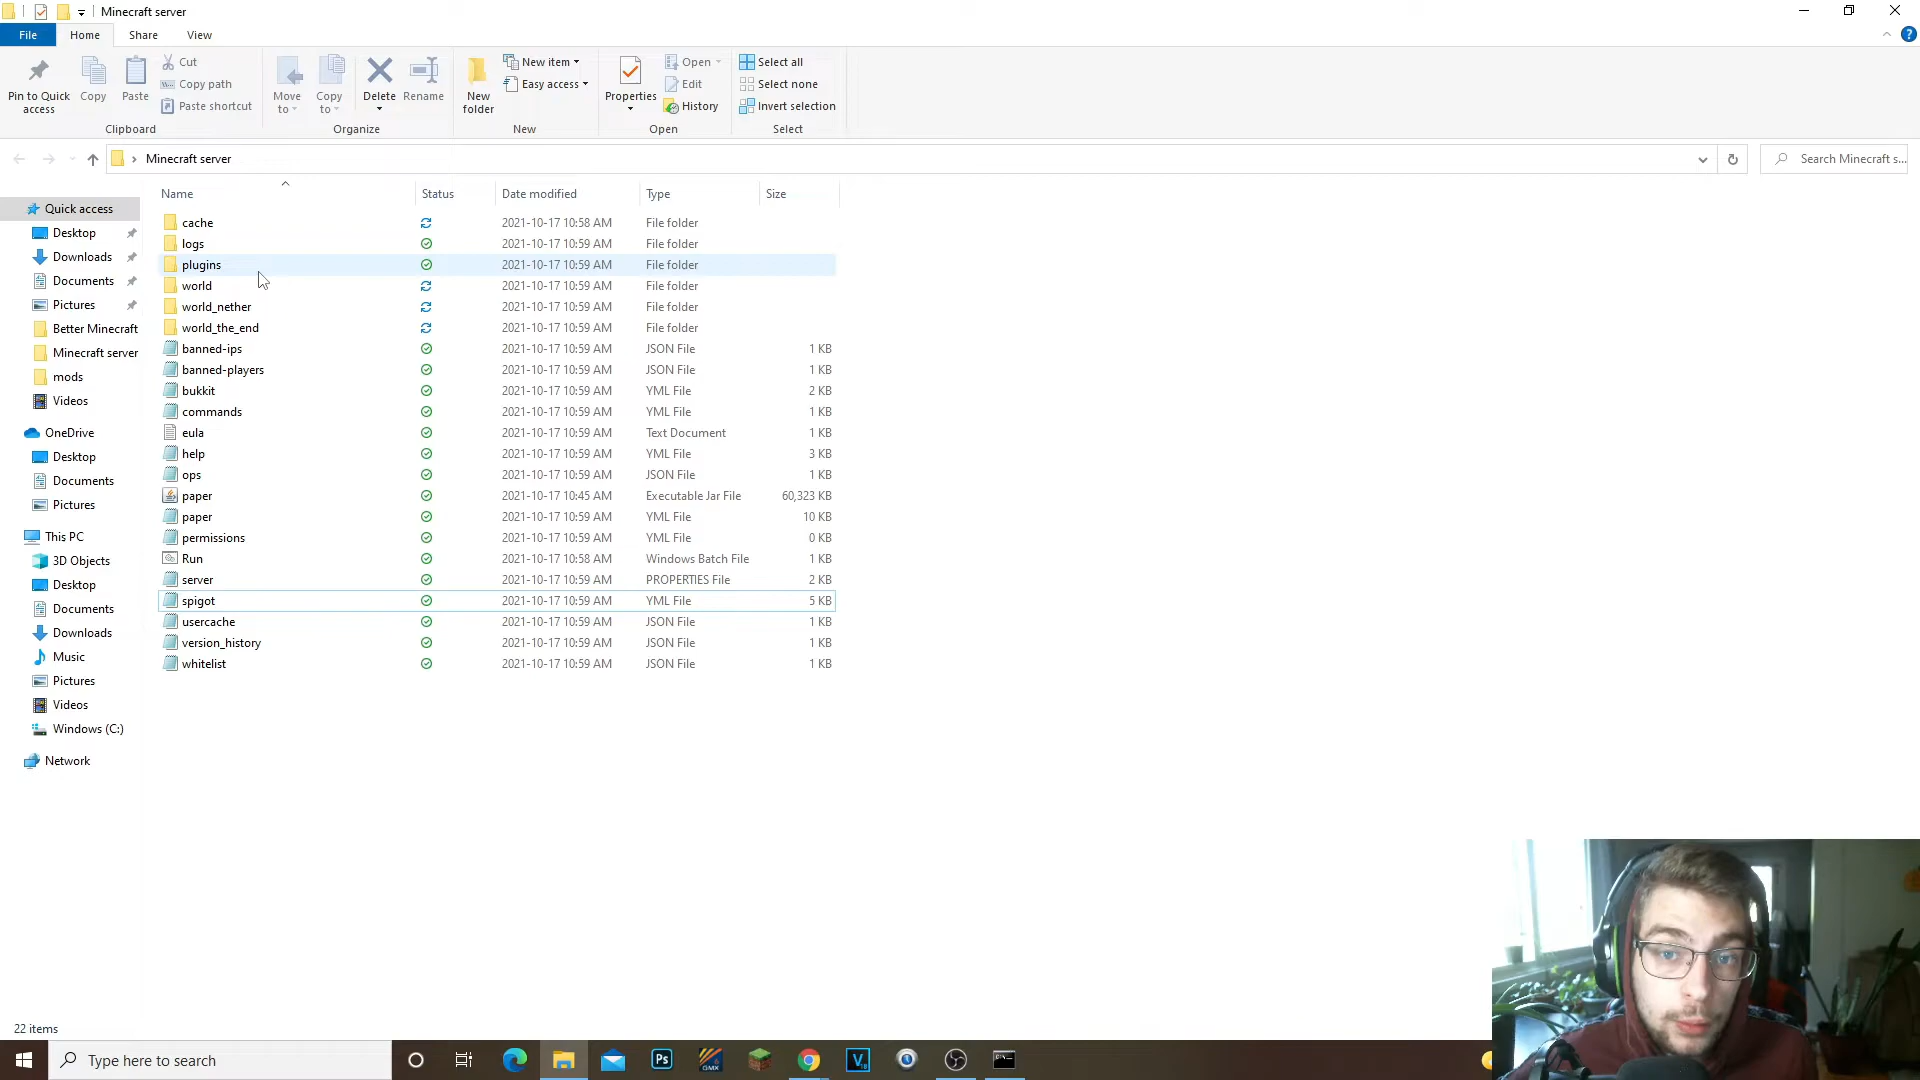 Minecraft server
File Home Share View
Pin to Quick access
Copy
Paste
Cut
Copy path
Paste shortcut
Clipboard
Move to
Copy to
Delete
Rename
Organize
New folder
New item
Easy access
New
Properties
Open
Edit
History
Open
Select all
Select none
Invert selection
Select
Minecraft server
Search Minecraft s...
Name Status Date modified Type Size
Quick access
Desktop
Downloads
Documents
Pictures
Better Minecraft
Minecraft server
mods
Videos
OneDrive
Desktop
Documents
Pictures
This PC
3D Objects
Desktop
Documents
Downloads
Music
Pictures
Videos
Windows (C:)
Network
cache 2021-10-17 10:58 AM File folder
logs 2021-10-17 10:59 AM File folder
plugins 2021-10-17 10:59 AM File folder
world 2021-10-17 10:59 AM File folder
world_nether 2021-10-17 10:59 AM File folder
world_the_end 2021-10-17 10:59 AM File folder
banned-ips 2021-10-17 10:59 AM JSON File 1 KB
banned-players 2021-10-17 10:59 AM JSON File 1 KB
bukkit 2021-10-17 10:59 AM YML File 2 KB
commands 2021-10-17 10:59 AM YML File 1 KB
eula 2021-10-17 10:59 AM Text Document 1 KB
help 2021-10-17 10:59 AM YML File 3 KB
ops 2021-10-17 10:59 AM JSON File 1 KB
paper 2021-10-17 10:45 AM Executable Jar File 60,323 KB
paper 2021-10-17 10:59 AM YML File 10 KB
permissions 2021-10-17 10:59 AM YML File 0 KB
Run 2021-10-17 10:58 AM Windows Batch File 1 KB
server 2021-10-17 10:59 AM PROPERTIES File 2 KB
spigot 2021-10-17 10:59 AM YML File 5 KB
usercache 2021-10-17 10:59 AM JSON File 1 KB
version_history 2021-10-17 10:59 AM JSON File 1 KB
whitelist 2021-10-17 10:59 AM JSON File 1 KB
22 items
Type here to search
Ps
GMX
V